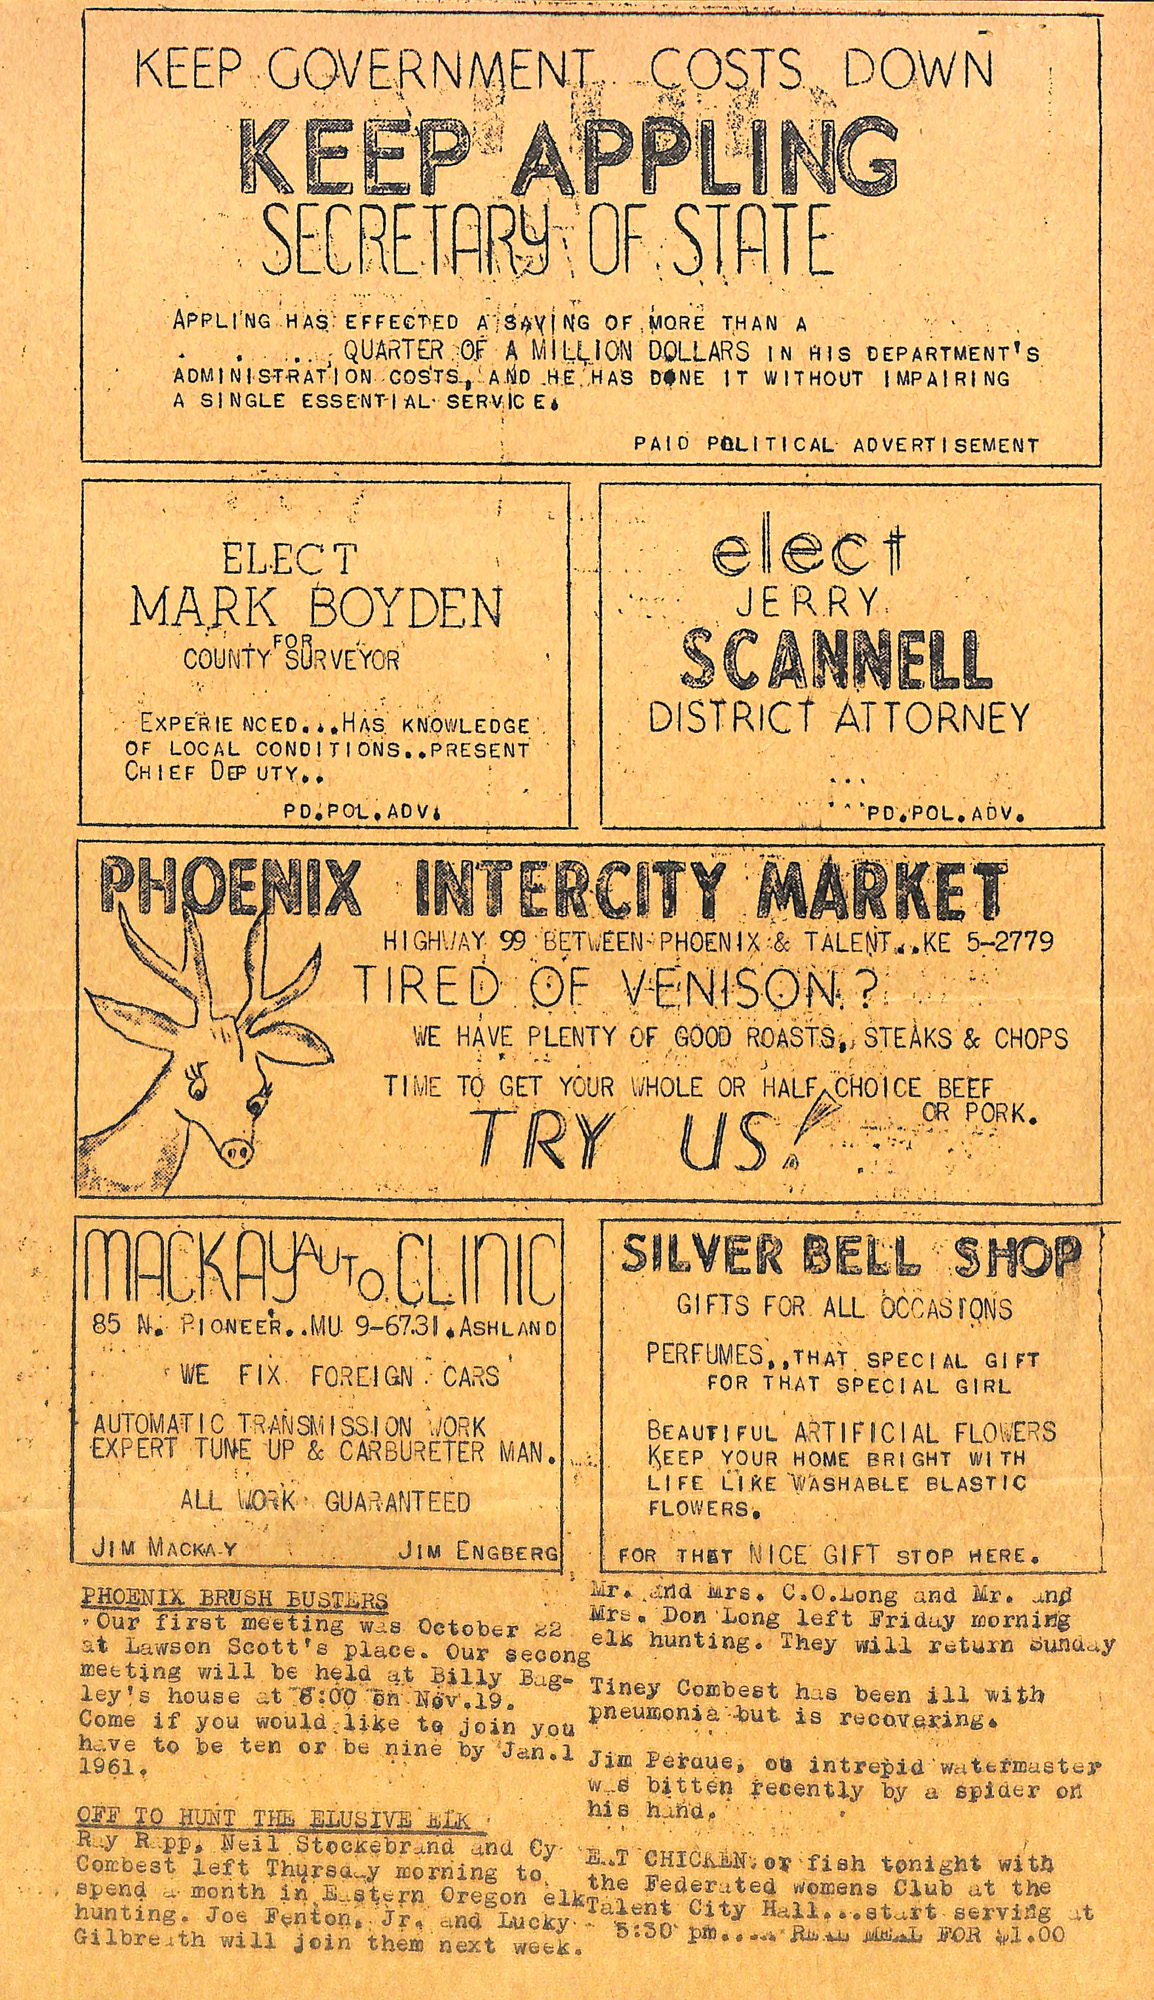 KEEP GOVERNMENT COSTS DOWN
KEEP APPLING
SECRETARY OF STATE
APPLING HAS EFFECTED A SAVING OF MORE THAN A
QUARTER OF A MILLION DOLLARS IN HIS DEPARTMENT'S
ADMINISTRATION COSTS, AND HE HAS DONE IT WITHOUT IMPAIRING
A SINGLE ESSENTIAL SERVICE.
PAID POLITICAL ADVERTISEMENT
ELECT
MARK BOYDEN
FOR
COUNTY SURVEYOR
EXPERIENCED...HAS KNOWLEDGE
OF LOCAL CONDITIONS..PRESENT
CHIEF DEPUTY..
PD.POL.ADV.
elect
JERRY
SCANNELL
DISTRICT ATTORNEY
...
PD.POL.ADV.
PHOENIX INTERCITY MARKET
HIGHWAY 99 BETWEEN PHOENIX & TALENT...KE 5-2779
TIRED OF VENISON?
WE HAVE PLENTY OF GOOD ROASTS, STEAKS & CHOPS
TIME TO GET YOUR WHOLE OR HALF CHOICE BEEF
OR PORK.
TRY US!
MACKAY AUTO CLINIC
85 N. PIONEER..MU 9-6731.ASHLAND
WE FIX FOREIGN CARS
AUTOMATIC TRANSMISSION WORK
EXPERT TUNE UP & CARBURETER MAN.
ALL WORK GUARANTEED
JIM MACKAY JIM ENGBERG
SILVER BELL SHOP
GIFTS FOR ALL OCCASIONS
PERFUMES..THAT SPECIAL GIFT
FOR THAT SPECIAL GIRL
BEAUTIFUL ARTIFICIAL FLOWERS
KEEP YOUR HOME BRIGHT WITH
LIFE LIKE WASHABLE BLASTIC
FLOWERS.
FOR THET NICE GIFT STOP HERE.
PHOENIX BRUSH BUSTERS
Our first meeting was October 22
at Lawson Scott's place. Our secong
meeting will be held at Billy Bag-
ley's house at 8:00 on Nov.19.
Come if you would like to join you
have to be ten or be nine by Jan.1
1961.
OFF TO HUNT THE ELUSIVE ELK
Ray Rapp, Neil Stockebrand and Cy
Combest left Thursday morning to
spend a month in Eastern Oregon elk
hunting. Joe Fenton, Jr. and Lucky
Gilbreath will join them next week.
Mr. and Mrs. C.O.Long and Mr. and
Mrs. Don Long left Friday morning
elk hunting. They will return Sunday
Tiney Combest has been ill with
pneumonia but is recovering.
Jim Perdue, ou intrepid watermaster
was bitten recently by a spider on
his hand.
EAT CHICKEN or fish tonight with
the Federated womens Club at the
Talent City Hall...start serving at
5:30 pm....A REAL MEAL FOR $1.00